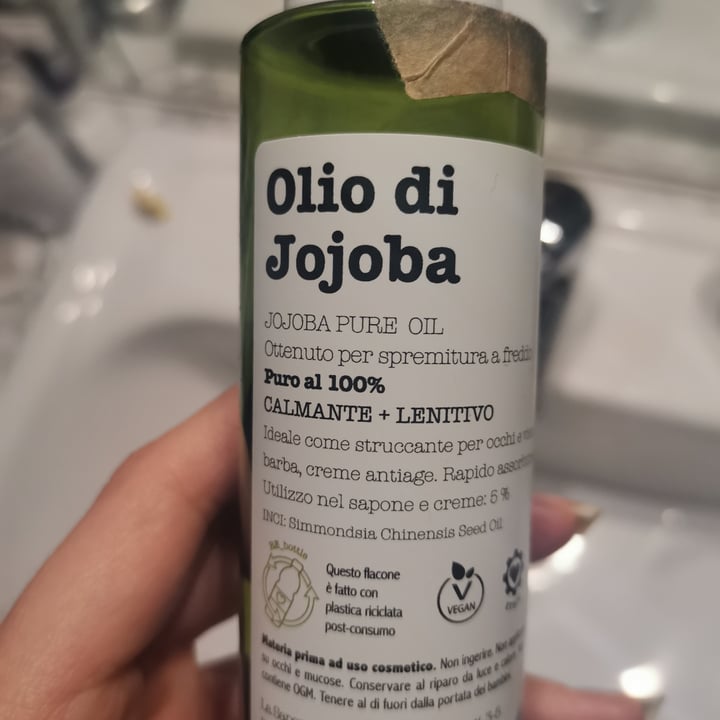 Olio di
Jojoba
JOJOBA PURE OIL
Ottenuto per spremitura a freddo
Puro al 100%
CALMANTE + LENITIVO
Ideale come struccante per occhi e
barba, creme antiage. Rapido
Utilizzo nel sapone e creme: 5 %
INCI: Simmondsia Chinensis Seed Oil
BR_bottle
Questo flacone
è fatto con
plastica riciclata
post-consumo
VEGAN
Materia prima ad uso cosmetico. Non ingerire. Non
su occhi e mucose. Conservare al riparo da luce e
contiene OGM. Tenere al di fuori dalla portata dei bambini.